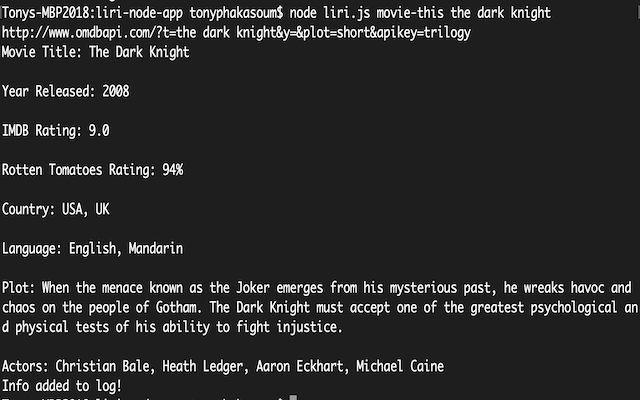 Tonys-MBP2018:liri-node-app tonyphakasoum$ node liri.js movie-this the dark knight
http://www.omdbapi.com/?t=the dark knight&y=&plot=short&apikey=trilogy
Movie Title: The Dark Knight
Year Released: 2008
IMDB Rating: 9.0
Rotten Tomatoes Rating: 94%
Country: USA, UK
Language: English, Mandarin
Plot: When the menace known as the Joker emerges from his mysterious past, he wreaks havoc and
chaos on the people of Gotham. The Dark Knight must accept one of the greatest psychological an
d physical tests of his ability to fight injustice.
Actors: Christian Bale, Heath Ledger, Aaron Eckhart, Michael Caine
Info added to log!